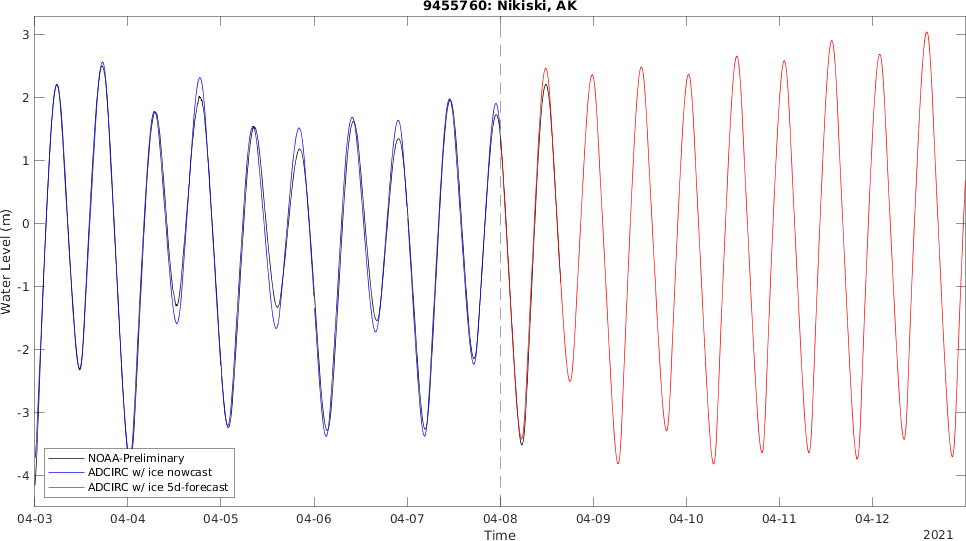 9455760: Nikiski, AK
3
2
1
0
-1
-2
-3
-4
Water Level (m)
NOAA-Preliminary
ADCIRC w/ ice nowcast
ADCIRC w/ ice 5d-forecast
04-03 04-04 04-05 04-06 04-07 04-08 04-09 04-10 04-11 04-12
Time
2021